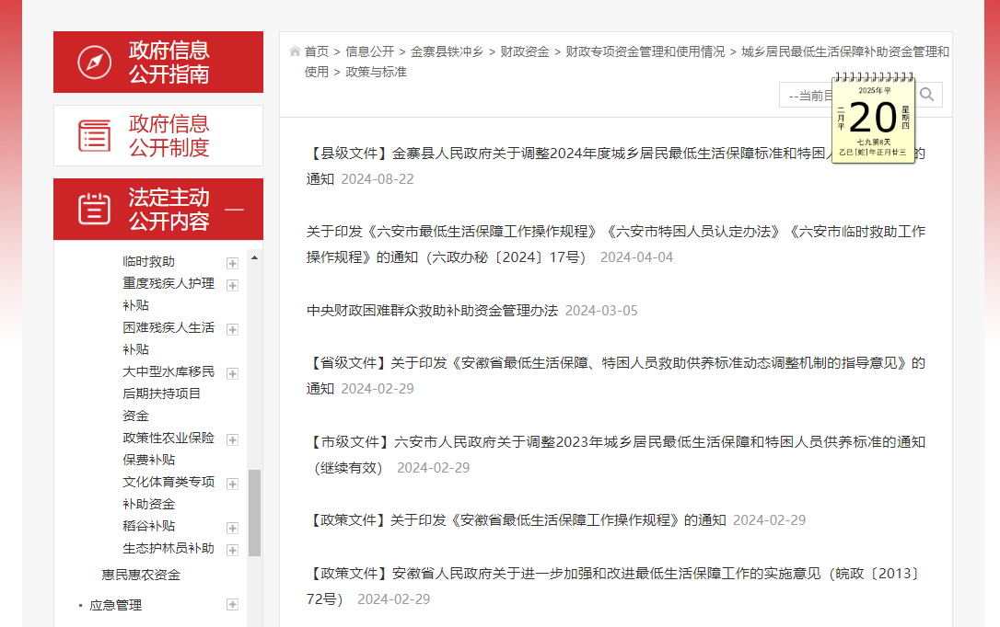 政府信息
公开指南
政府信息
公开制度
法定主动
公开内容
临时救助
重度残疾人护理
补贴
困难残疾人生活
补贴
大中型水库移民
后期扶持项目
资金
政策性农业保险
保费补贴
文化体育类专项
补助资金
稻谷补贴
生态护林员补助
惠民惠农资金
应急管理
首页 > 信息公开 > 金寨县铁冲乡 > 财政资金 > 财政专项资金管理和使用情况 > 城乡居民最低生活保障补助资金管理和
使用 > 政策与标准
--当前目
2025年平
二月平
20
星期四
七九第8天
乙巳[蛇]年正月廿三
【县级文件】金寨县人民政府关于调整2024年度城乡居民最低生活保障标准和特困人 的
通知 2024-08-22
关于印发《六安市最低生活保障工作操作规程》《六安市特困人员认定办法》《六安市临时救助工作
操作规程》的通知（六政办秘〔2024〕17号） 2024-04-04
中央财政困难群众救助补助资金管理办法 2024-03-05
【省级文件】关于印发《安徽省最低生活保障、特困人员救助供养标准动态调整机制的指导意见》的
通知 2024-02-29
【市级文件】六安市人民政府关于调整2023年城乡居民最低生活保障和特困人员供养标准的通知
（继续有效） 2024-02-29
【政策文件】关于印发《安徽省最低生活保障工作操作规程》的通知 2024-02-29
【政策文件】安徽省人民政府关于进一步加强和改进最低生活保障工作的实施意见（皖政〔2013〕
72号） 2024-02-29